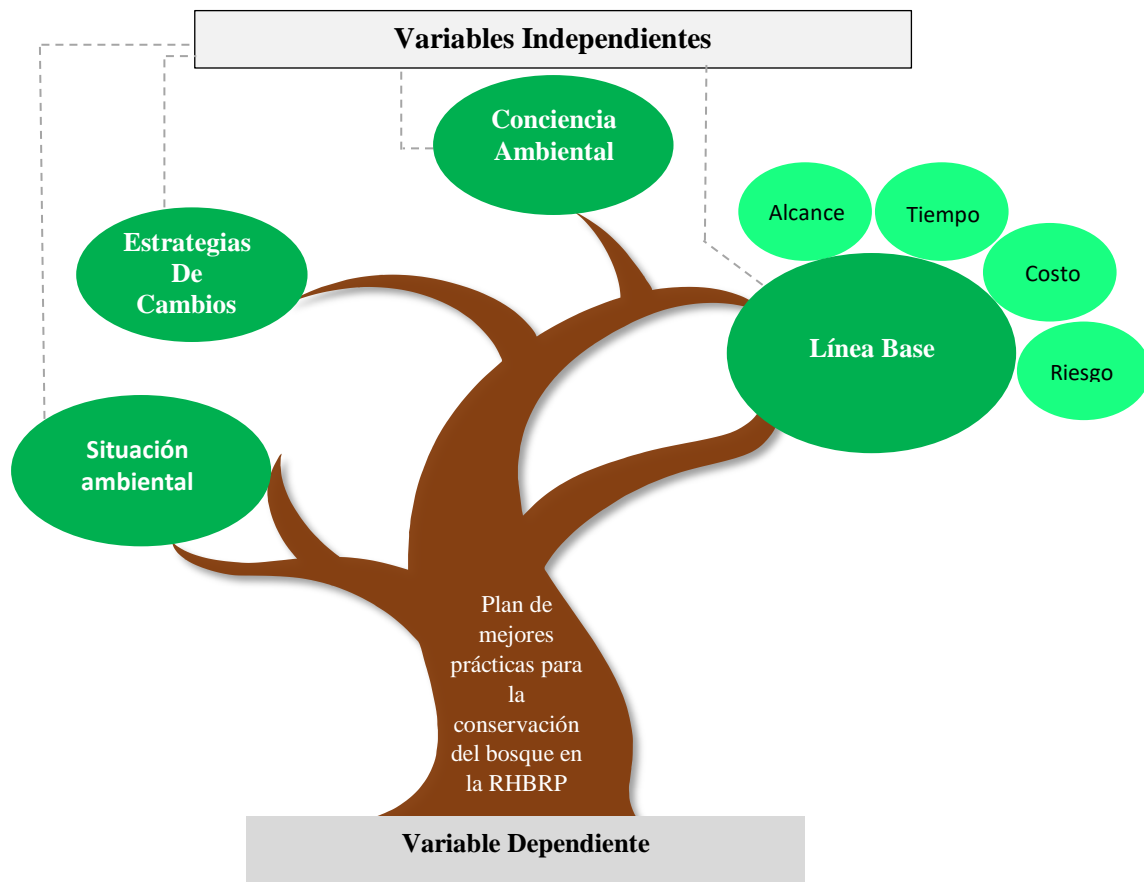 Variables Independientes
Conciencia
Ambiental
Alcance
Tiempo
Estrategias
De
Cambios
Costo
Línea Base
Riesgo
Situación
ambiental
Plan de
mejores
prácticas para
la
conservación
del bosque en
la RHBRP
Variable Dependiente